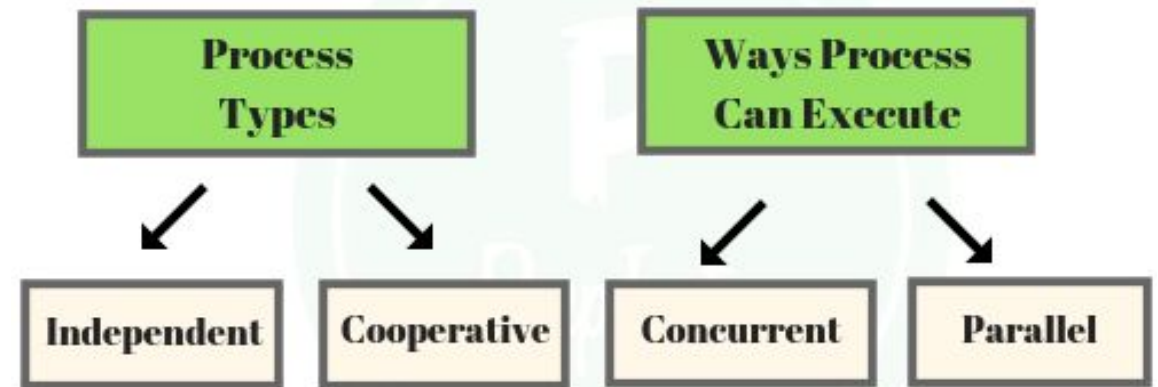 Process
Types
Ways Process
Can Execute
Independent
Cooperative
Concurrent
Parallel